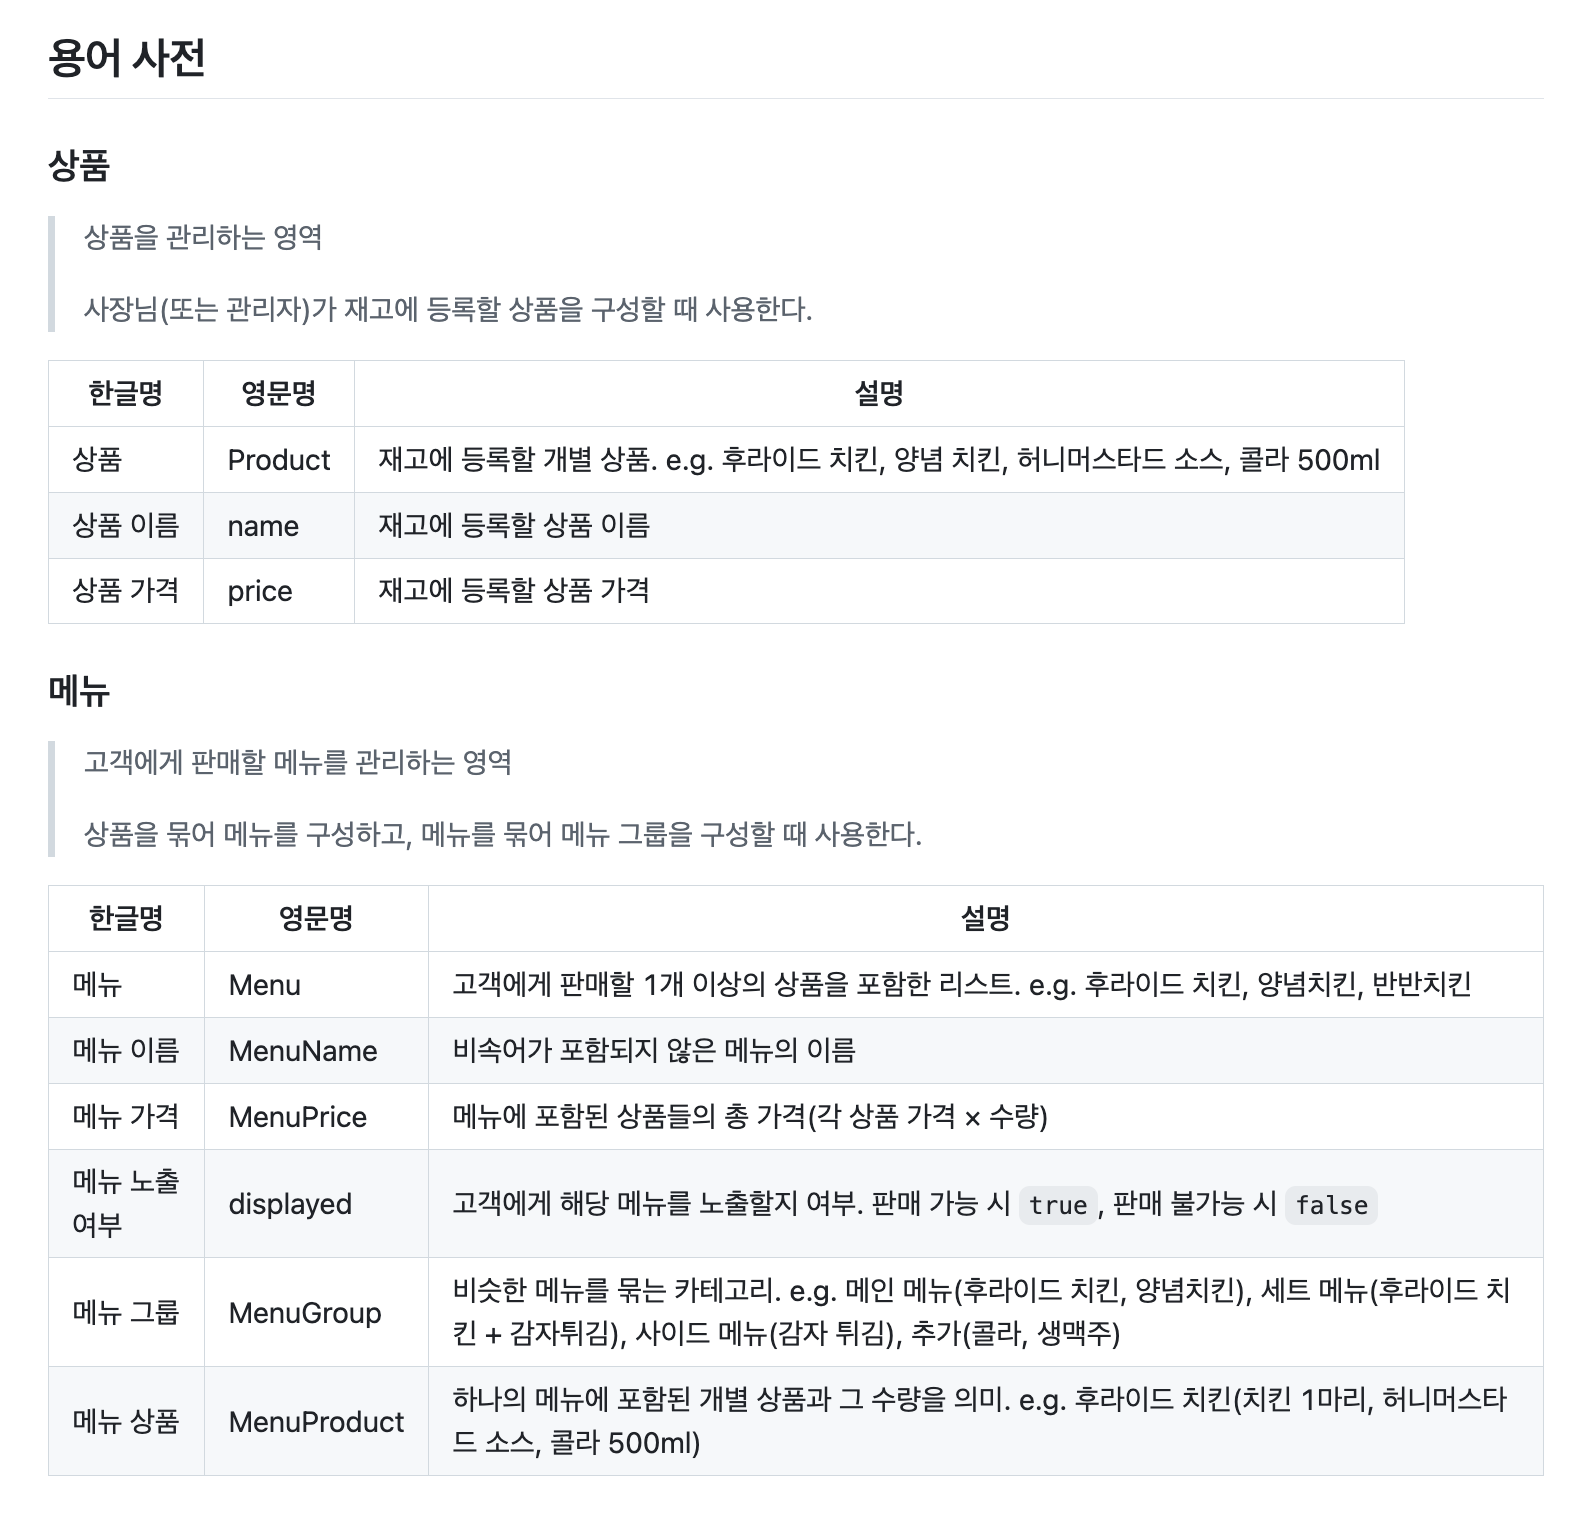 용어 사전
상품
상품을 관리하는 영역
사장님(또는 관리자)가 재고에 등록할 상품을 구성할 때 사용한다.
한글명 영문명 설명
상품 Product 재고에 등록할 개별 상품. e.g. 후라이드 치킨, 양념 치킨, 허니머스타드 소스, 콜라 500ml
상품 이름 name 재고에 등록할 상품 이름
상품 가격 price 재고에 등록할 상품 가격
메뉴
고객에게 판매할 메뉴를 관리하는 영역
상품을 묶어 메뉴를 구성하고, 메뉴를 묶어 메뉴 그룹을 구성할 때 사용한다.
한글명 영문명 설명
메뉴 Menu 고객에게 판매할 1개 이상의 상품을 포함한 리스트. e.g. 후라이드 치킨, 양념치킨, 반반치킨
메뉴 이름 MenuName 비속어가 포함되지 않은 메뉴의 이름
메뉴 가격 MenuPrice 메뉴에 포함된 상품들의 총 가격(각 상품 가격 × 수량)
메뉴 노출
여부
displayed 고객에게 해당 메뉴를 노출할지 여부. 판매 가능 시 true, 판매 불가능 시 false
메뉴 그룹 MenuGroup 비슷한 메뉴를 묶는 카테고리. e.g. 메인 메뉴(후라이드 치킨, 양념치킨), 세트 메뉴(후라이드 치
킨 + 감자튀김), 사이드 메뉴(감자 튀김), 추가(콜라, 생맥주)
메뉴 상품 MenuProduct 하나의 메뉴에 포함된 개별 상품과 그 수량을 의미. e.g. 후라이드 치킨(치킨 1마리, 허니머스타
드 소스, 콜라 500ml)